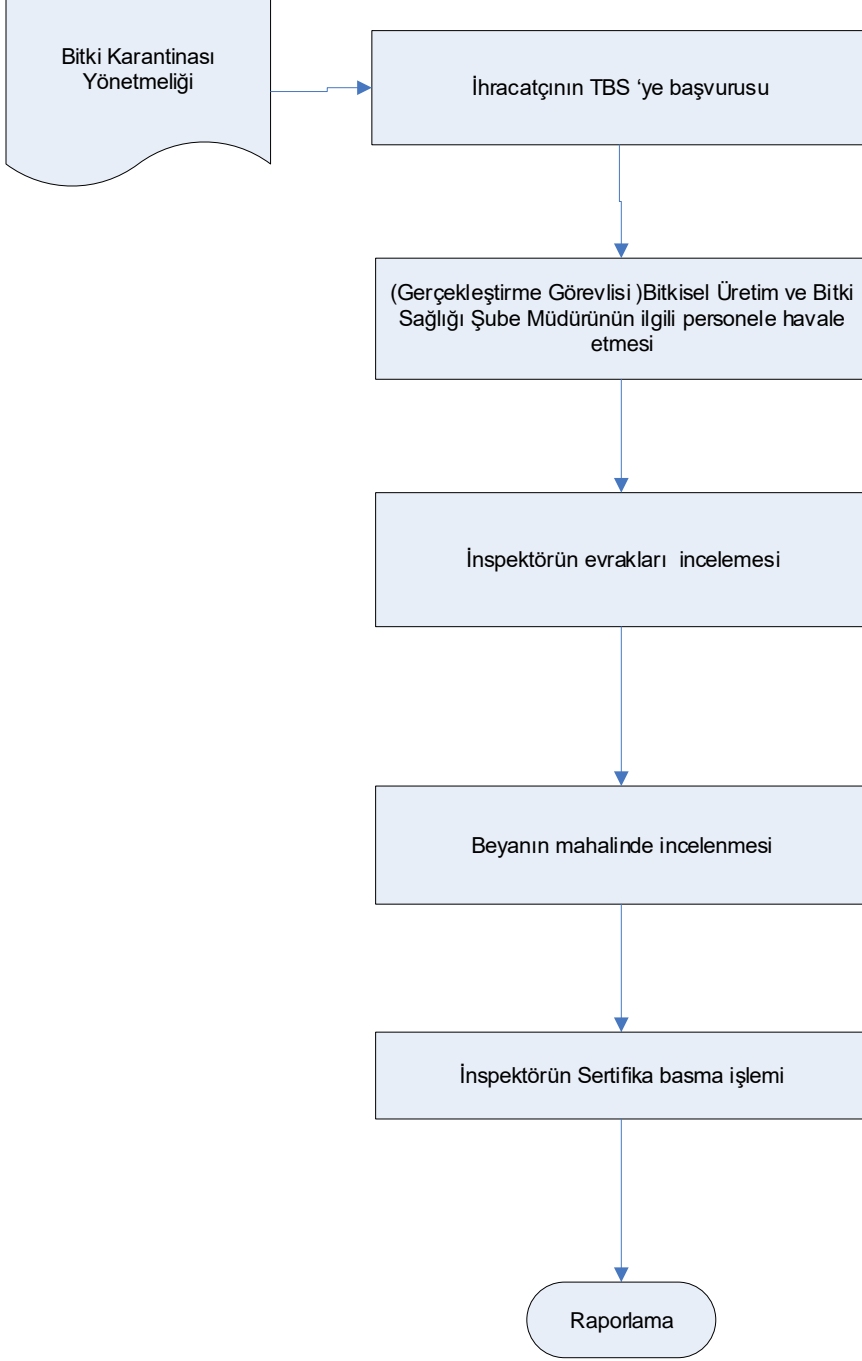 Bitki Karantinası
Yönetmeliği
İhracatçının TBS ‘ye başvurusu
(Gerçekleştirme Görevlisi )Bitkisel Üretim ve Bitki
Sağlığı Şube Müdürünün ilgili personele havale
etmesi
İnspektörün evrakları incelemesi
Beyanın mahalinde incelenmesi
İnspektörün Sertifika basma işlemi
Raporlama